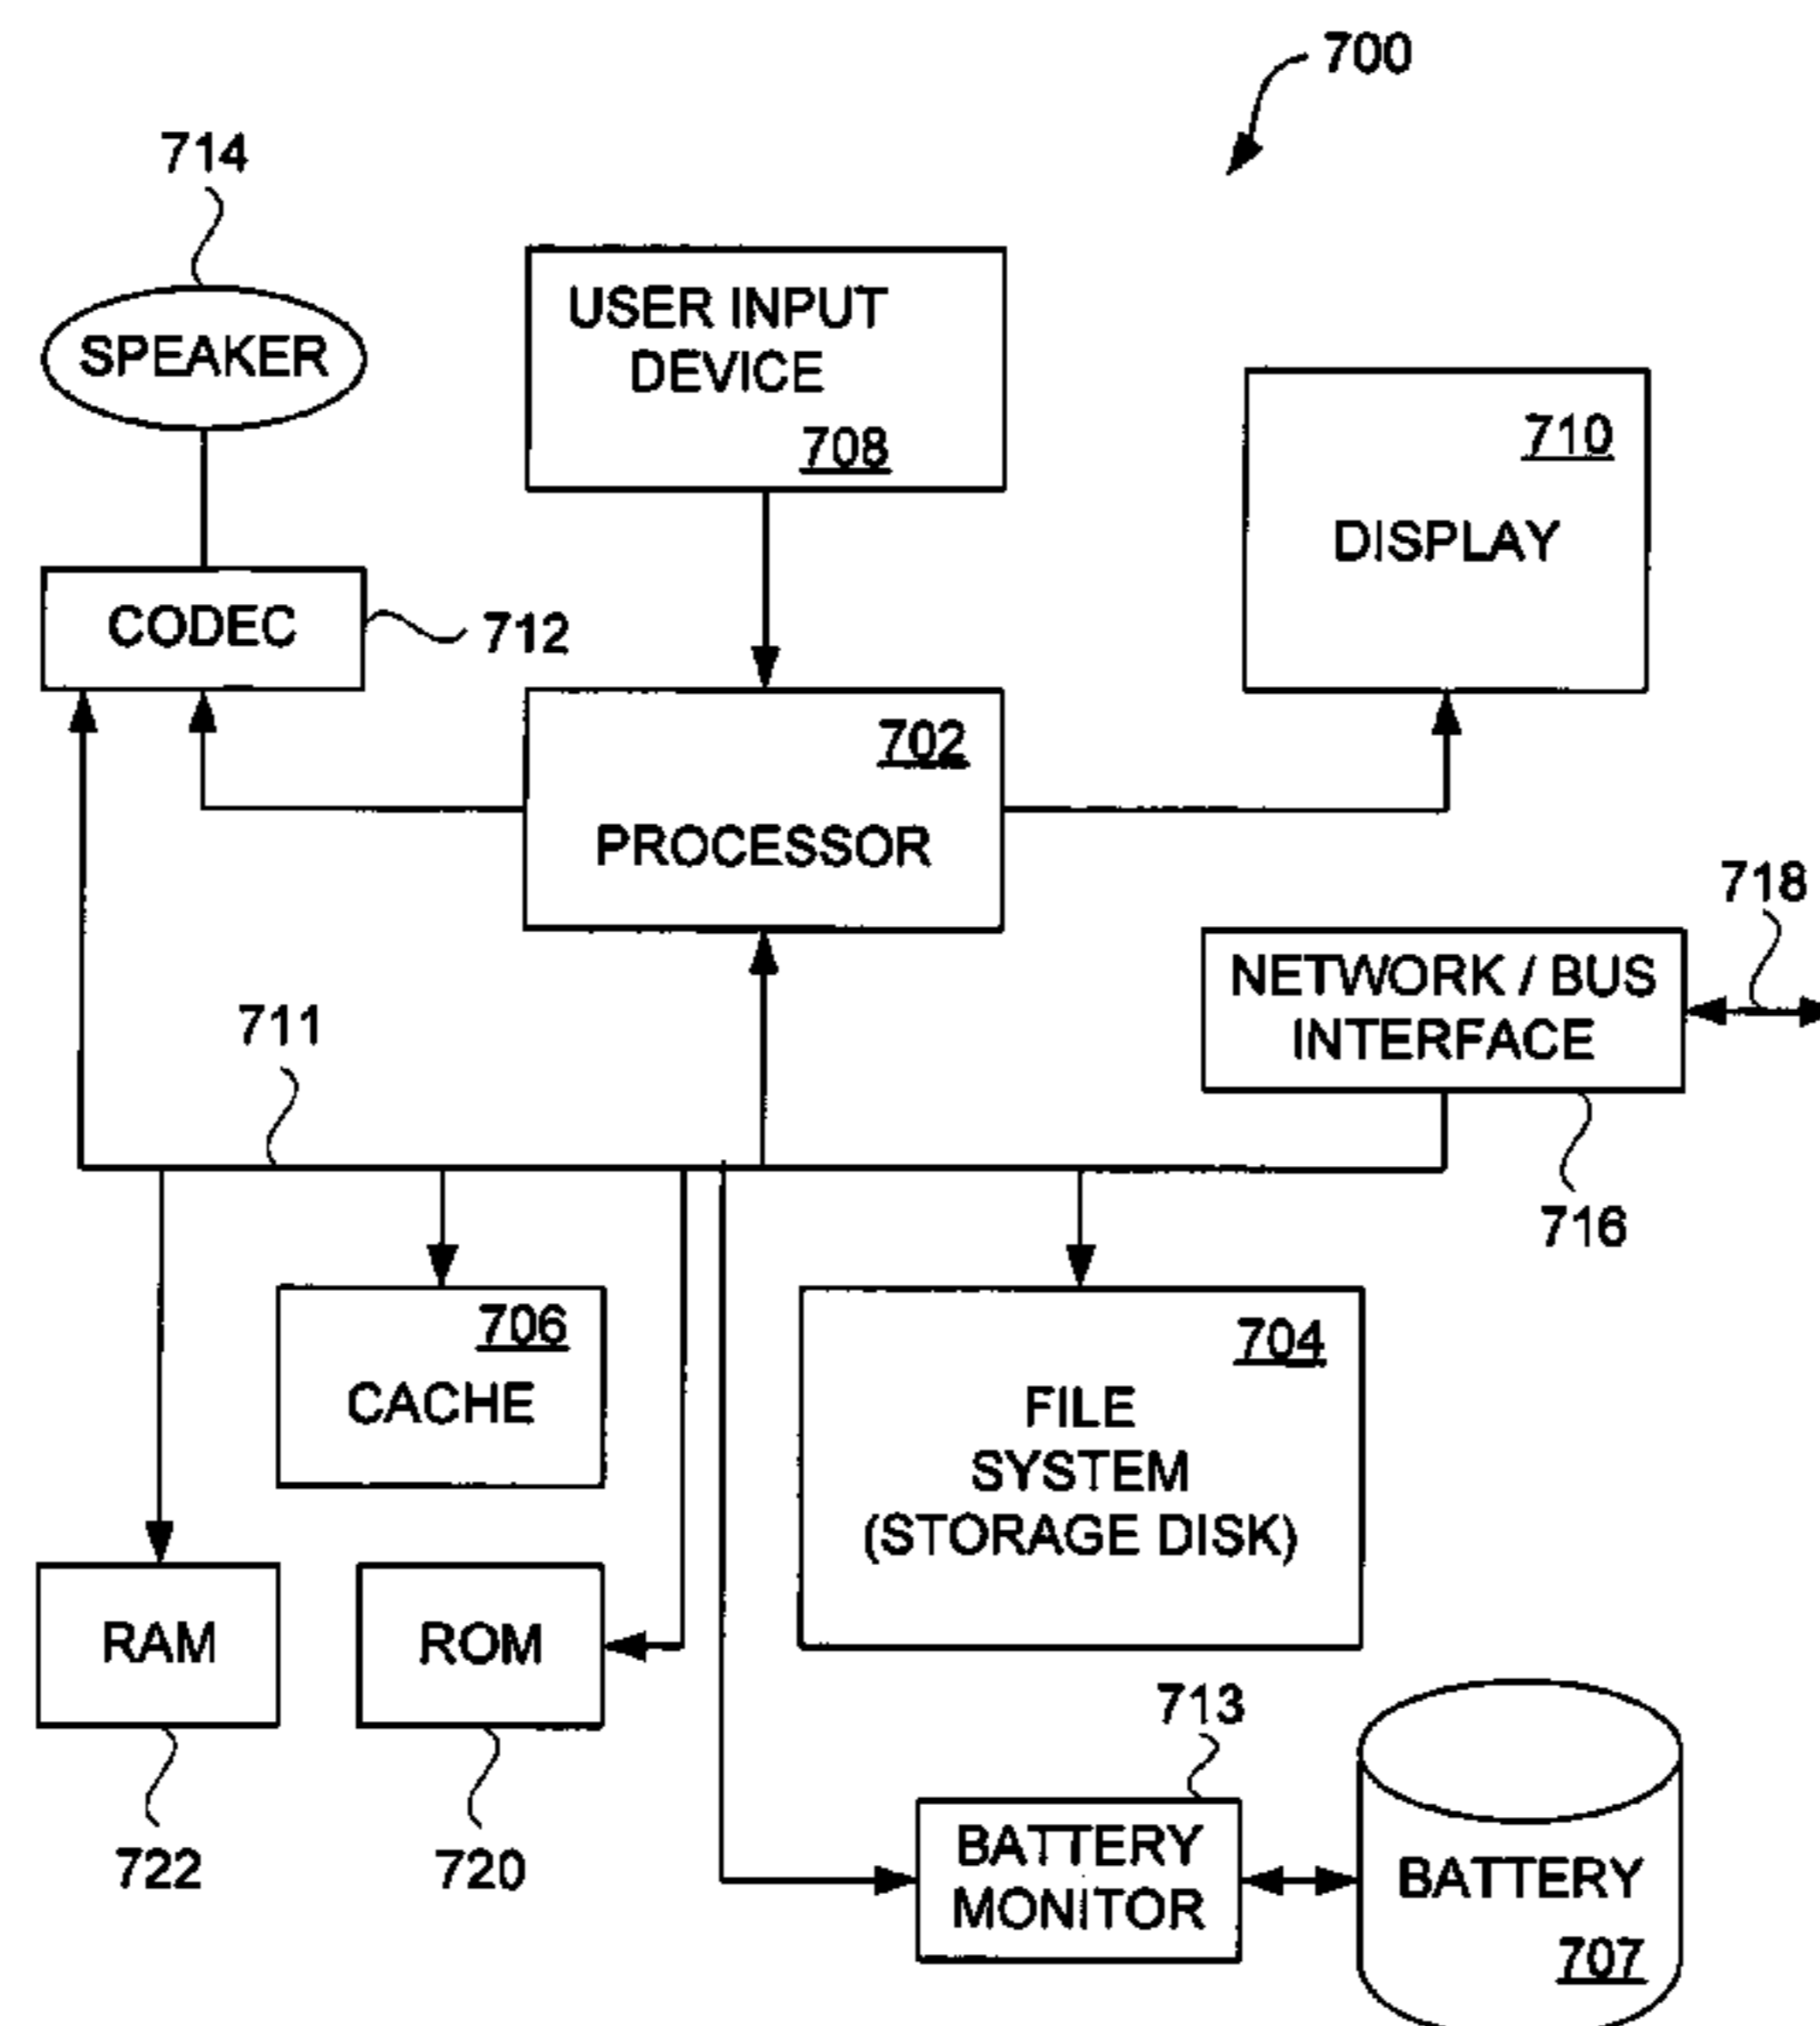 700
714
SPEAKER
USER INPUT
DEVICE
708
710
DISPLAY
CODEC
712
702
PROCESSOR
718
NETWORK / BUS
INTERFACE
711
716
706
CACHE
704
FILE
SYSTEM
(STORAGE DISK)
RAM
ROM
713
722
720
BATTERY
MONITOR
BATTERY
707